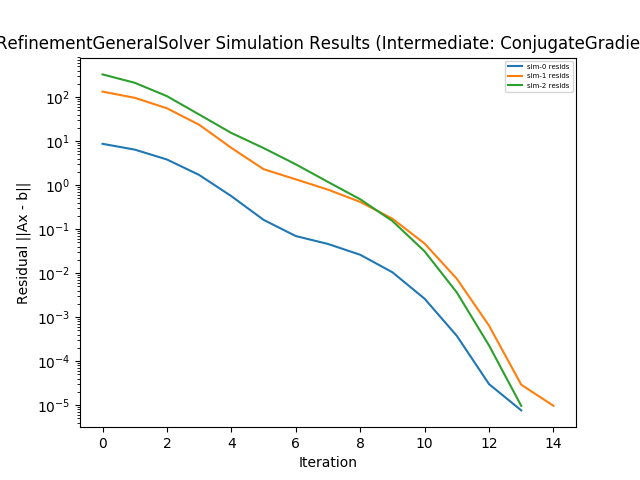 RefinementGeneralSolver Simulation Results (Intermediate: ConjugateGradie
sim-0 resids
sim-1 resids
sim-2 resids
Residual ||Ax - b||
10²
10¹
10⁰
10⁻¹
10⁻²
10⁻³
10⁻⁴
10⁻⁵
0 2 4 6 8 10 12 14
Iteration